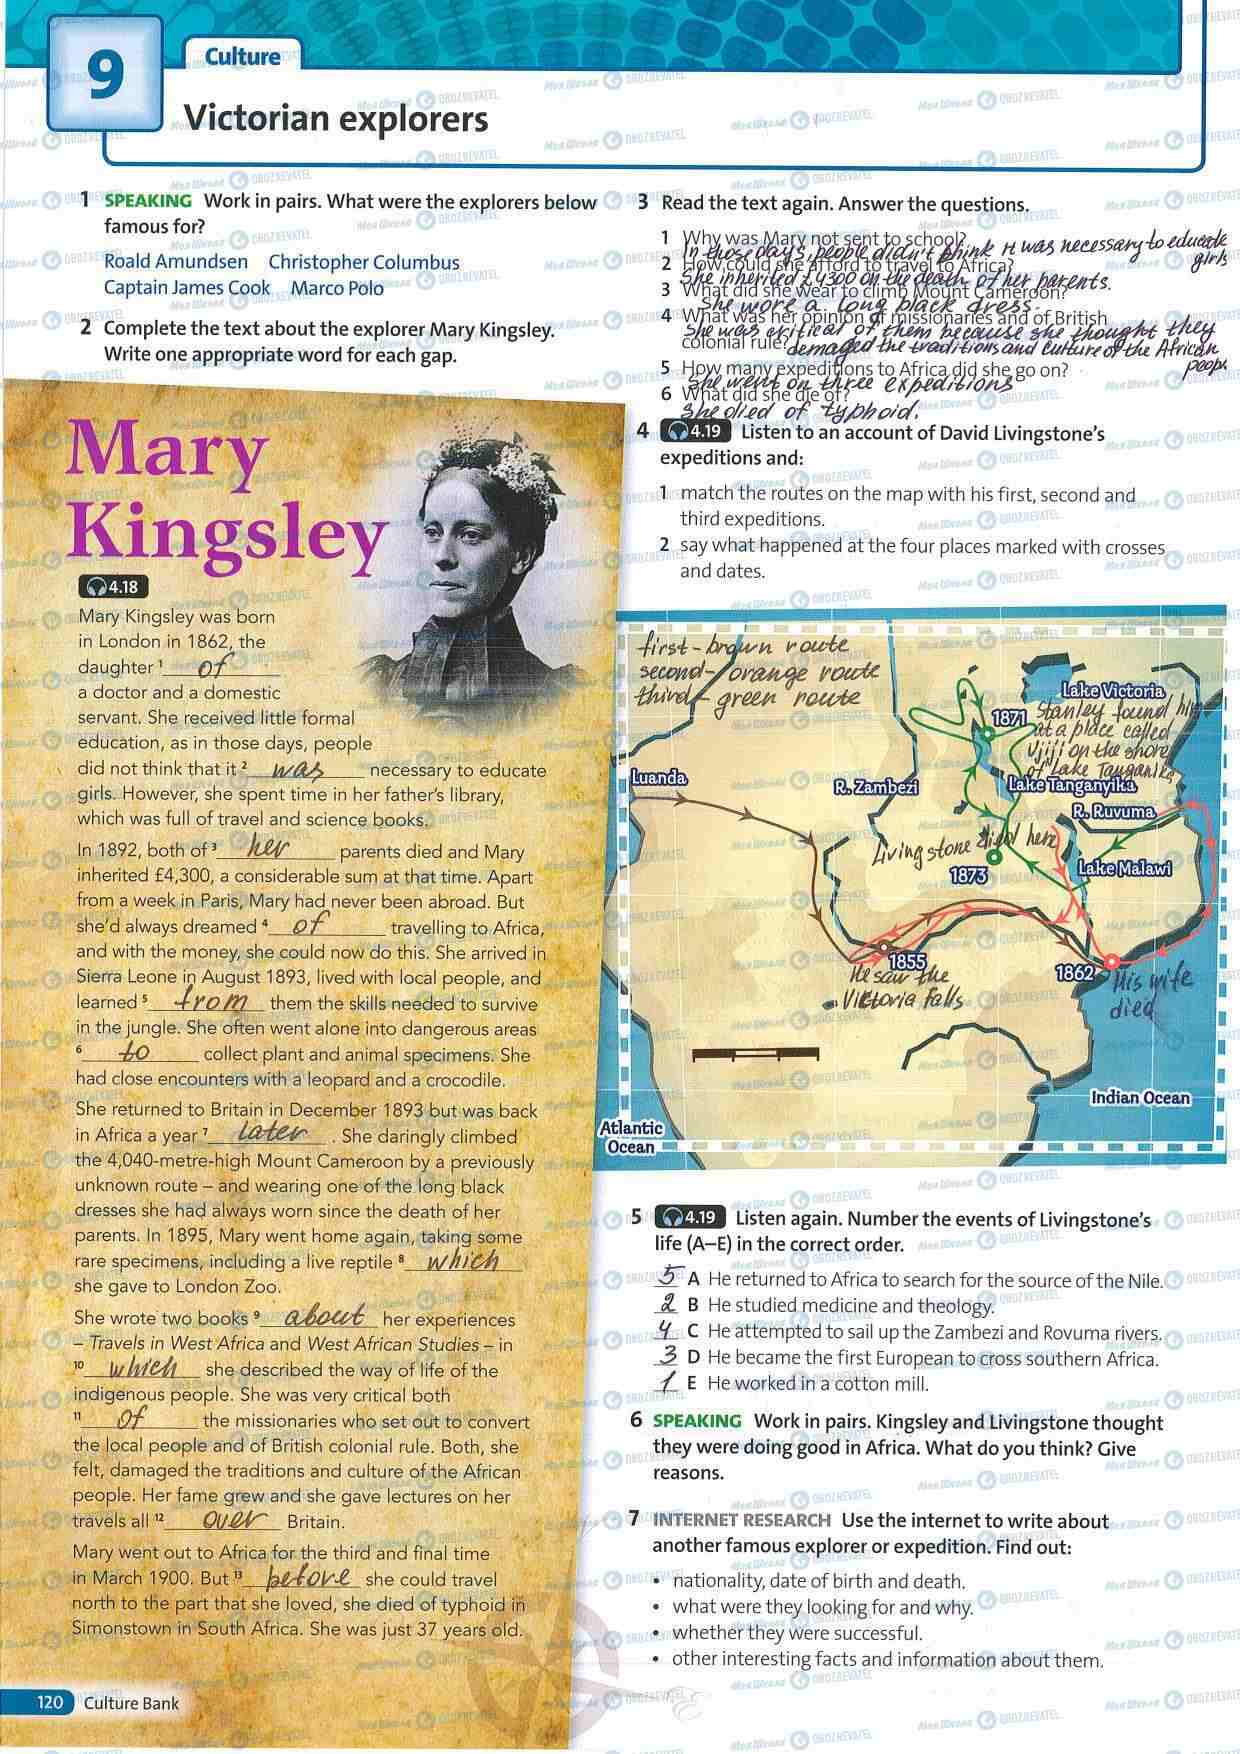 9
Culture
Victorian explorers
1 SPEAKING Work in pairs. What were the explorers below
famous for?
Roald Amundsen Christopher Columbus
Captain James Cook Marco Polo
2 Complete the text about the explorer Mary Kingsley.
Write one appropriate word for each gap.
Mary
Kingsley
4.18
Mary Kingsley was born
in London in 1862, the
daughter 1 of
a doctor and a domestic
servant. She received little formal
education, as in those days, people
did not think that it 2 was necessary to educate
girls. However, she spent time in her father's library,
which was full of travel and science books.
In 1892, both of 3 her parents died and Mary
inherited £4,300, a considerable sum at that time. Apart
from a week in Paris, Mary had never been abroad. But
she'd always dreamed 4 of travelling to Africa,
and with the money, she could now do this. She arrived in
Sierra Leone in August 1893, lived with local people, and
learned 5 from them the skills needed to survive
in the jungle. She often went alone into dangerous areas
6 to collect plant and animal specimens. She
had close encounters with a leopard and a crocodile.
She returned to Britain in December 1893 but was back
in Africa a year 7 later . She daringly climbed
the 4,040-metre-high Mount Cameroon by a previously
unknown route – and wearing one of the long black
dresses she had always worn since the death of her
parents. In 1895, Mary went home again, taking some
rare specimens, including a live reptile 8 which
she gave to London Zoo.
She wrote two books 9 about her experiences
– Travels in West Africa and West African Studies – in
10 which she described the way of life of the
indigenous people. She was very critical both
11 of the missionaries who set out to convert
the local people and of British colonial rule. Both, she
felt, damaged the traditions and culture of the African
people. Her fame grew and she gave lectures on her
travels all 12 over Britain.
Mary went out to Africa for the third and final time
in March 1900. But 13 before she could travel
north to the part that she loved, she died of typhoid in
Simonstown in South Africa. She was just 37 years old.
120 Culture Bank
3 Read the text again. Answer the questions.
1 Why was Mary not sent to school?
In those days, people didn't think it was necessary to educate
girls
2 How could she afford to travel to Africa?
She inherited £4300 on the death of her parents.
3 What did she wear to climb Mount Cameroon?
She wore a long black dress.
4 What was her opinion of missionaries and of British
She was critical of them because she thought they
colonial rule? damaged the traditions and culture of the African
peop.
5 How many expeditions to Africa did she go on?
She went on three expeditions
6 What did she die of?
She died of typhoid.
4 4.19 Listen to an account of David Livingstone's
expeditions and:
1 match the routes on the map with his first, second and
third expeditions.
2 say what happened at the four places marked with crosses
and dates.
first - brown route
second - orange route
third - green route
Lake Victoria
1871
Stanley found him
at a place called
Ujiji on the shore
of Lake Tanganika
Luanda
R. Zambezi
Lake Tanganyika
R. Ruvuma
Livingstone died here
1873
Lake Malawi
1855
He saw the
Viktoria falls
1862
His wife
died
Indian Ocean
Atlantic
Ocean
5 4.19 Listen again. Number the events of Livingstone's
life (A–E) in the correct order.
5 A He returned to Africa to search for the source of the Nile.
2 B He studied medicine and theology.
4 C He attempted to sail up the Zambezi and Rovuma rivers.
3 D He became the first European to cross southern Africa.
1 E He worked in a cotton mill.
6 SPEAKING Work in pairs. Kingsley and Livingstone thought
they were doing good in Africa. What do you think? Give
reasons.
7 INTERNET RESEARCH Use the internet to write about
another famous explorer or expedition. Find out:
• nationality, date of birth and death.
• what were they looking for and why.
• whether they were successful.
• other interesting facts and information about them.